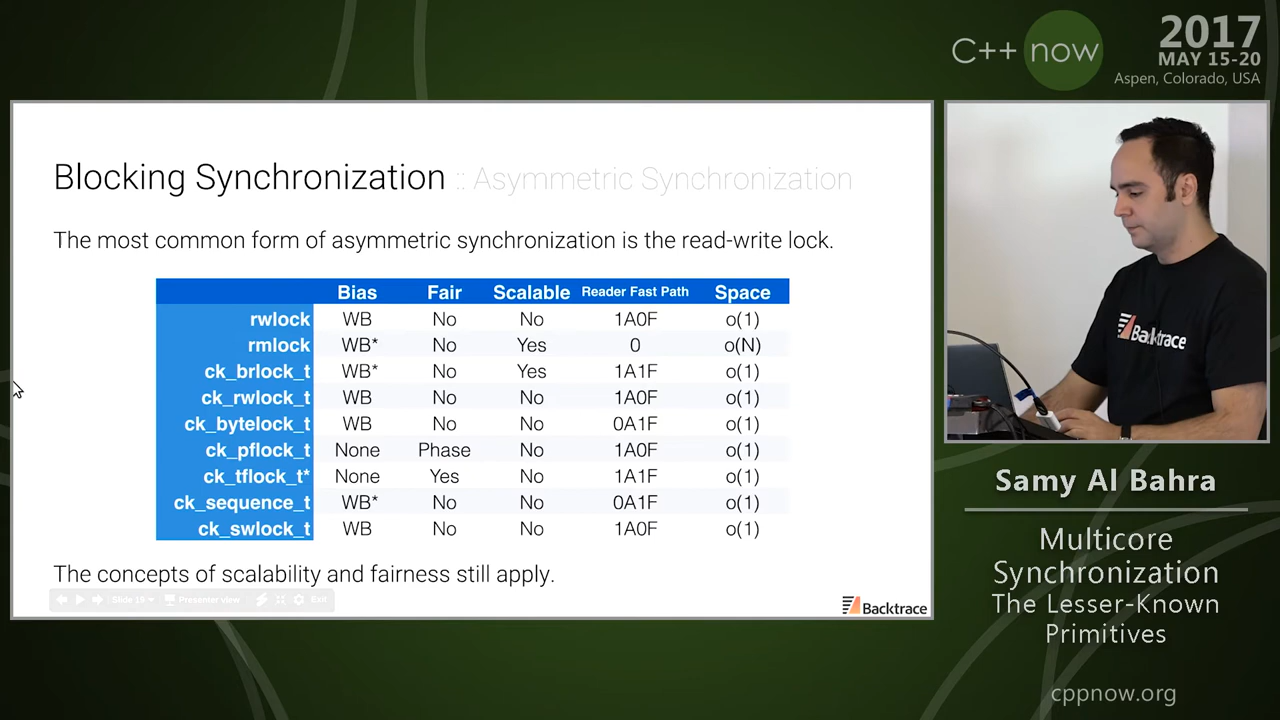 C++ now
2017
MAY 15-20
Aspen, Colorado, USA
Blocking Synchronization :: Asymmetric Synchronization
The most common form of asymmetric synchronization is the read-write lock.
Bias Fair Scalable Reader Fast Path Space
rwlock WB No No 1A0F o(1)
rmlock WB* No Yes 0 o(N)
ck_brlock_t WB* No Yes 1A1F o(1)
ck_rwlock_t WB No No 1A0F o(1)
ck_bytelock_t WB No No 0A1F o(1)
ck_pflock_t None Phase No 1A0F o(1)
ck_tflock_t* None Yes No 1A1F o(1)
ck_sequence_t WB* No No 0A1F o(1)
ck_swlock_t WB No No 1A0F o(1)
The concepts of scalability and fairness still apply.
Slide 19 Presenter view Exit
Backtrace
Backtrace
Samy Al Bahra
Multicore
Synchronization
The Lesser-Known
Primitives
cppnow.org